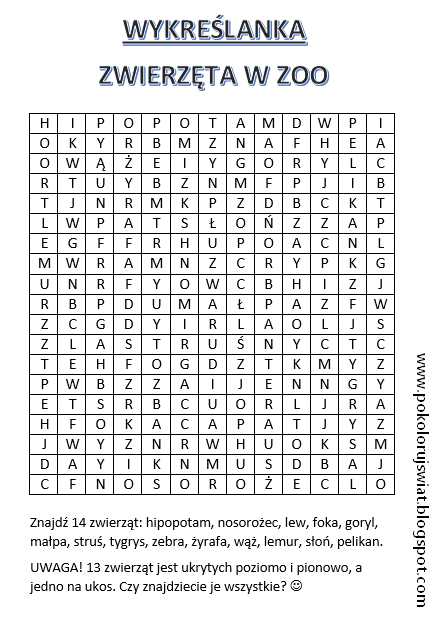 WYKREŚLANKA
ZWIERZĘTA W ZOO
H I P O P O T A M D W P I
O K Y R B M Z N A F H E A
O W Ą Ż E I Y G O R Y L C
R T U Y B Z N M F P J I B
T J N R M K P Z D B C K T
L W P A T S Ł O Ń Z Z A P
E G F F R H U P O A C N L
M W R A M N Z C R Y P K G
U N R F Y O W C B H I Z J
R B P D U M A Ł P A Z F W
Z C G D Y I R L A O L J S
Z L A S T R U Ś N Y C T C
T E H F O G D Z T K M Y Z
P W B Z Z A I J E N N G Y
E T S R B C U O R L J R A
H F O K A C A P A T J Y Z
J W Y Z N R W H U O K S M
D A Y I K N M U S D B A J
C F N O S O R O Ż E C L O
Znajdź 14 zwierząt: hipopotam, nosorożec, lew, foka, goryl,
małpa, struś, tygrys, zebra, żyrafa, wąż, lemur, słoń, pelikan.
UWAGA! 13 zwierząt jest ukrytych poziomo i pionowo, a
jedno na ukos. Czy znajdziecie je wszystkie? ☺
www.pokolorujswiat.blogspot.com